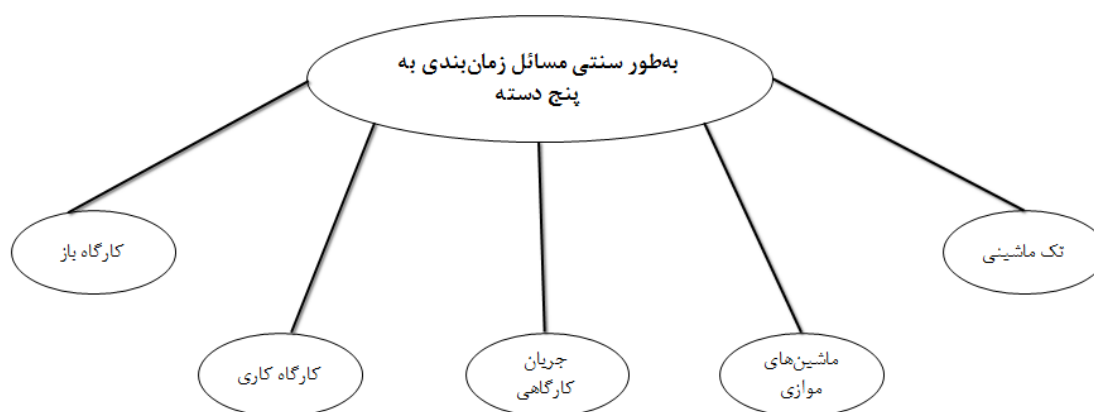 به‌طور سنتی مسائل زمان‌بندی به
پنج دسته
تک ماشینی
ماشین‌های
موازی
جریان
کارگاهی
کارگاه کاری
کارگاه باز